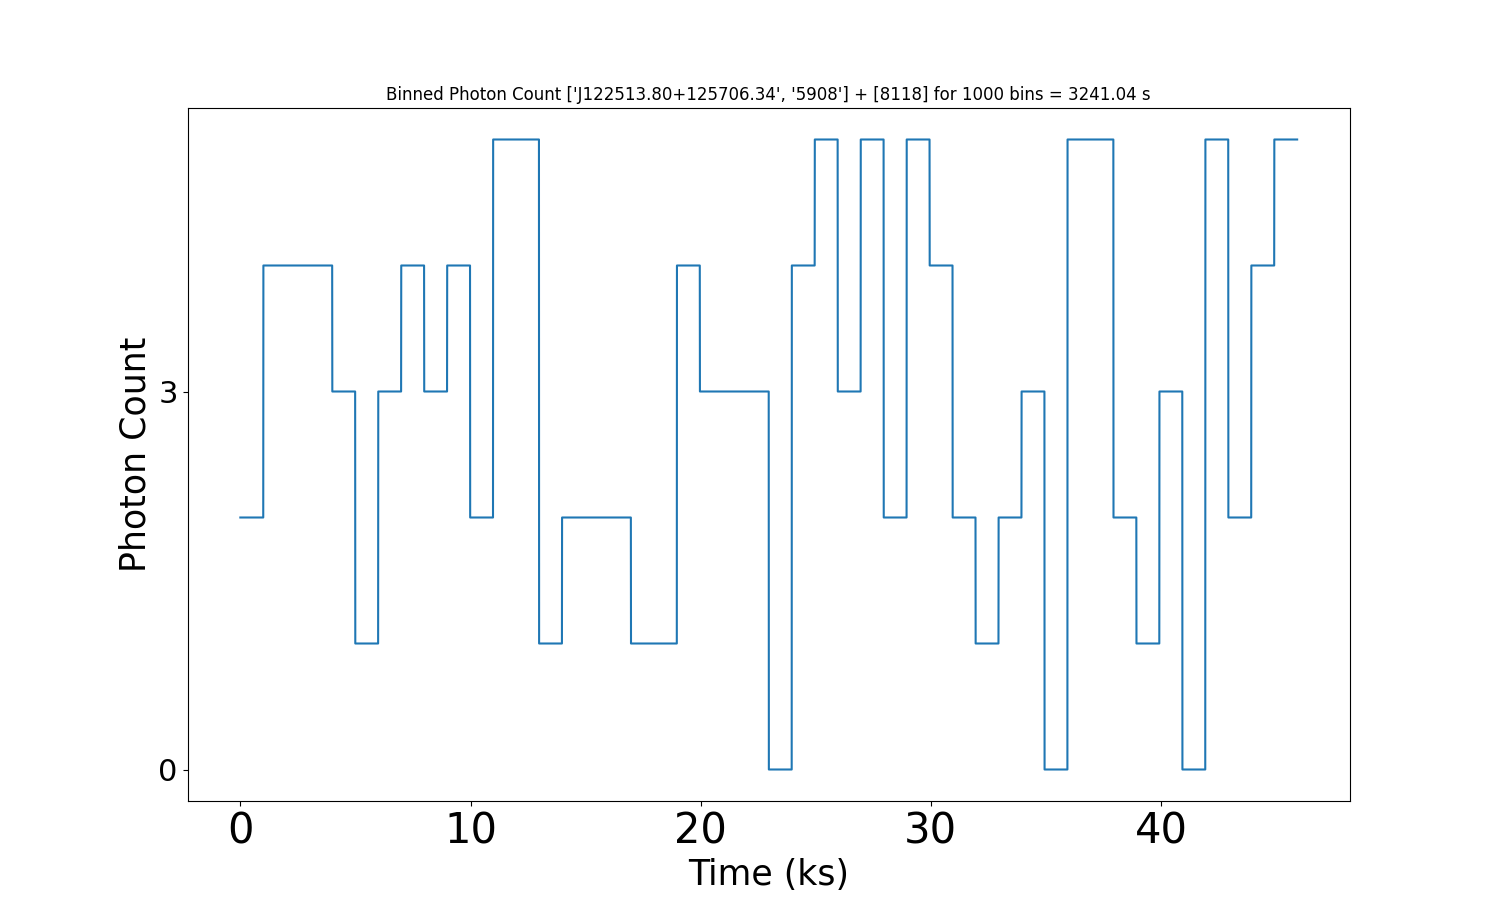 Binned Photon Count ['J122513.80+125706.34', '5908'] + [8118] for 1000 bins = 3241.04 s
Photon Count
3
0
0 10 20 30 40
Time (ks)